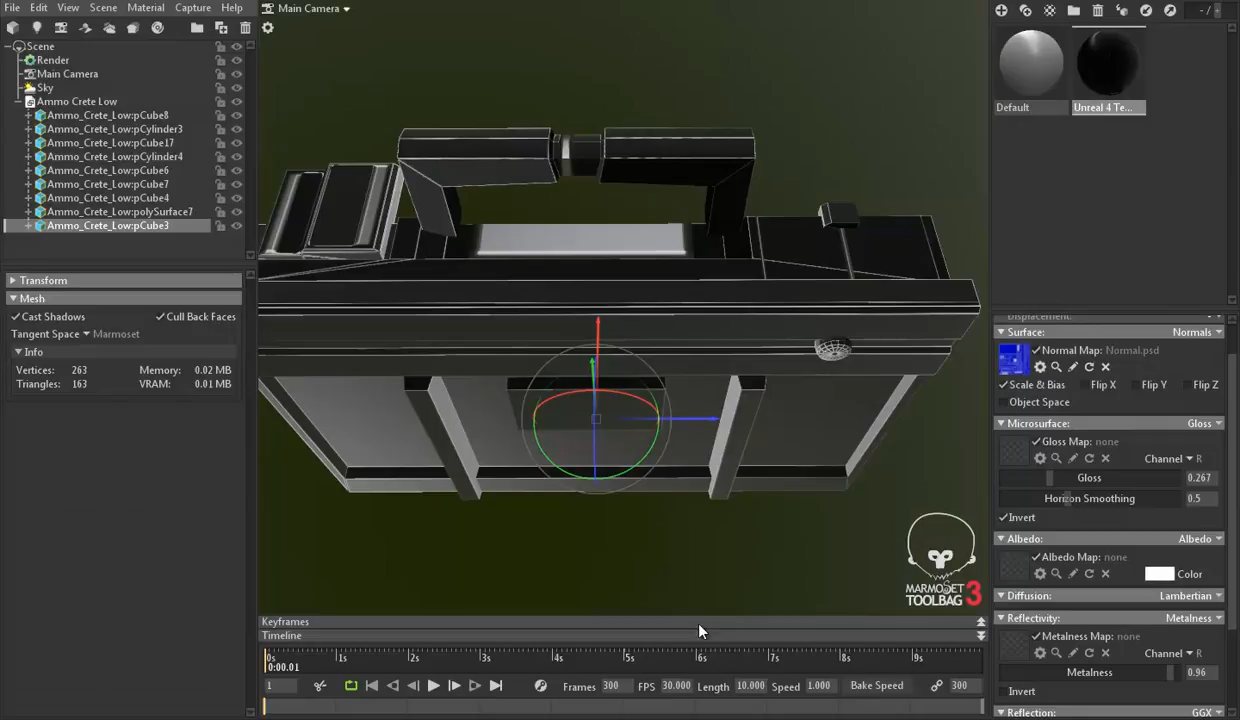 File Edit View Scene Material Capture Help
Main Camera
- /
Scene
Render
Main Camera
Sky
Ammo Crete Low
Ammo_Crete_Low:pCube8
Ammo_Crete_Low:pCylinder3
Ammo_Crete_Low:pCube17
Ammo_Crete_Low:pCylinder4
Ammo_Crete_Low:pCube6
Ammo_Crete_Low:pCube7
Ammo_Crete_Low:pCube4
Ammo_Crete_Low:polySurface7
Ammo_Crete_Low:pCube3
Default Unreal 4 Te...
Transform
Mesh
Cast Shadows Cull Back Faces
Tangent Space Marmoset
Info
Vertices: 263 Memory: 0.02 MB
Triangles: 163 VRAM: 0.01 MB
Displacement:
Surface: Normals
Normal Map: Normal.psd
Scale & Bias Flip X Flip Y Flip Z
Object Space
Microsurface: Gloss
Gloss Map: none
Channel R
Gloss 0.267
Horizon Smoothing 0.5
Invert
Albedo: Albedo
Albedo Map: none
Color
Diffusion: Lambertian
Reflectivity: Metalness
Metalness Map: none
Channel R
Metalness 0.96
Invert
Reflection: GGX
MARMOSET
TOOLBAG 3
Keyframes
Timeline
0s 1s 2s 3s 4s 5s 6s 7s 8s 9s
0:00.01
1 Frames 300 FPS 30.000 Length 10.000 Speed 1.000 Bake Speed 300